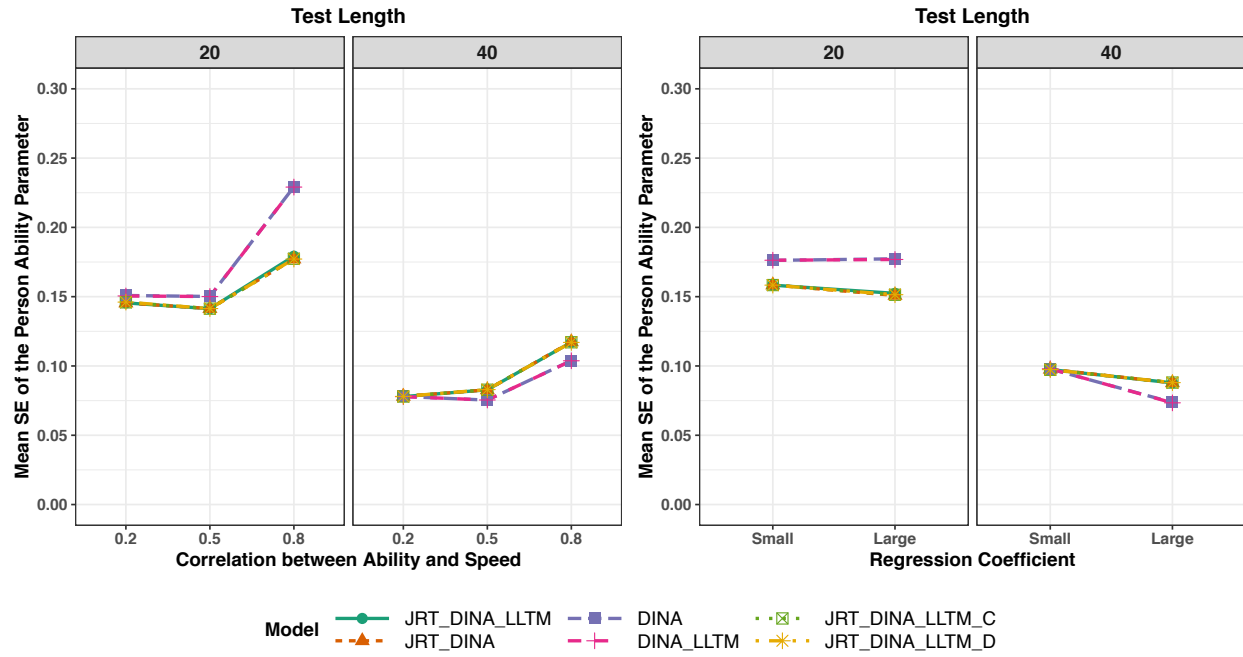 Test Length
20 40
Mean SE of the Person Ability Parameter
0.30
0.25
0.20
0.15
0.10
0.05
0.00
0.2 0.5 0.8 0.2 0.5 0.8
Correlation between Ability and Speed
Test Length
20 40
Mean SE of the Person Ability Parameter
0.30
0.25
0.20
0.15
0.10
0.05
0.00
Small Large Small Large
Regression Coefficient
Model
JRT_DINA_LLTM DINA JRT_DINA_LLTM_C
JRT_DINA DINA_LLTM JRT_DINA_LLTM_D